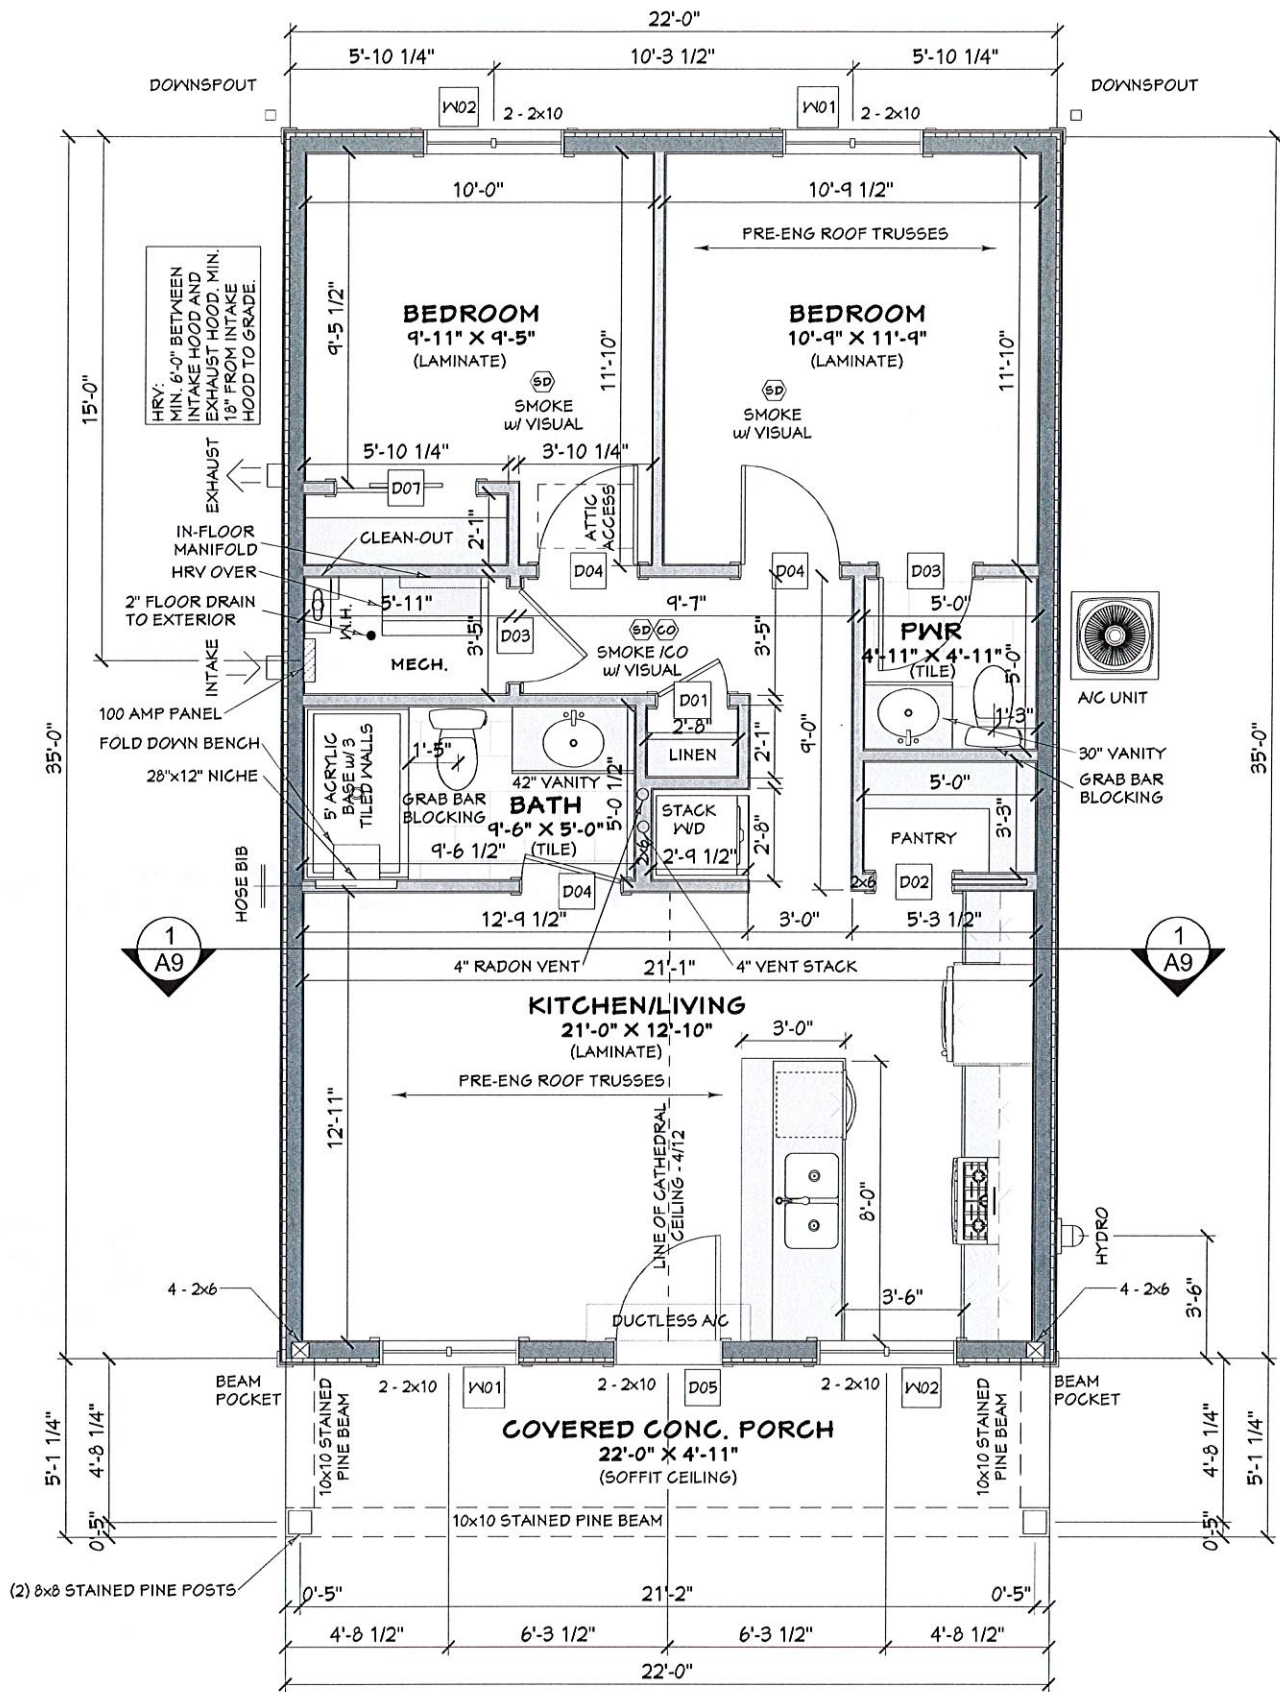 22'-0"
5'-10 1/4"
10'-3 1/2"
5'-10 1/4"
DOWNSPOUT
DOWNSPOUT
W02
2 - 2x10
W01
2 - 2x10
10'-0"
10'-9 1/2"
PRE-ENG ROOF TRUSSES
HRV:
MIN. 6'-0" BETWEEN
INTAKE HOOD AND
EXHAUST HOOD. MIN.
18" FROM INTAKE
HOOD TO GRADE.
9'-5 1/2"
BEDROOM
9'-11" X 9'-5"
(LAMINATE)
11'-10"
BEDROOM
10'-9" X 11'-9"
(LAMINATE)
11'-10"
SD
SMOKE
w/ VISUAL
SD
SMOKE
w/ VISUAL
15'-0"
5'-10 1/4"
3'-10 1/4"
EXHAUST
D07
ATTIC
ACCESS
IN-FLOOR
MANIFOLD
CLEAN-OUT
2'-1"
HRV OVER
D04
D04
D03
2" FLOOR DRAIN
TO EXTERIOR
W.H.
5'-11"
3'-5"
9'-7"
5'-0"
D03
SD
CO
SMOKE /CO
w/ VISUAL
3'-5"
PWR
4'-11" X 4'-11"
(TILE)
5'-0"
INTAKE
MECH.
A/C UNIT
100 AMP PANEL
D01
1'-3"
35'-0"
35'-0"
FOLD DOWN BENCH
28"x12" NICHE
5' ACRYLIC
BASE w/ 3
TILED WALLS
1'-5"
2'-8"
LINEN
2'-1"
9'-0"
30" VANITY
GRAB BAR
BLOCKING
42" VANITY
GRAB BAR
BLOCKING
BATH
9'-6" X 5'-0"
(TILE)
5'-0 1/2"
STACK
W/D
5'-0"
PANTRY
3'-3"
9'-6 1/2"
2x6
2'-9 1/2"
2'-8"
HOSE BIB
D04
2x6
D02
12'-9 1/2"
3'-0"
5'-3 1/2"
1
A9
4" RADON VENT
21'-1"
4" VENT STACK
1
A9
KITCHEN/LIVING
21'-0" X 12'-10"
(LAMINATE)
3'-0"
PRE-ENG ROOF TRUSSES
12'-11"
LINE OF CATHEDRAL
CEILING - 4/12
8'-0"
HYDRO
4 - 2x6
3'-6"
4 - 2x6
3'-6"
DUCTLESS A/C
BEAM
POCKET
2 - 2x10
W01
2 - 2x10
D05
2 - 2x10
W02
BEAM
POCKET
10x10 STAINED
PINE BEAM
COVERED CONC. PORCH
22'-0" X 4'-11"
(SOFFIT CEILING)
10x10 STAINED
PINE BEAM
5'-1 1/4"
4'-8 1/4"
4'-8 1/4"
5'-1 1/4"
0'-5"
10x10 STAINED PINE BEAM
0'-5"
(2) 8x8 STAINED PINE POSTS
0'-5"
21'-2"
0'-5"
4'-8 1/2"
6'-3 1/2"
6'-3 1/2"
4'-8 1/2"
22'-0"